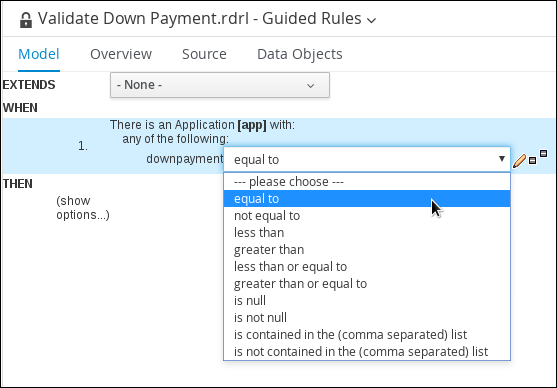 Validate Down Payment.rdrl - Guided Rules
Model Overview Source Data Objects
EXTENDS - None -
WHEN
There is an Application [app] with:
1. any of the following:
downpayment equal to
--- please choose ---
THEN equal to
(show not equal to
options...) less than
greater than
less than or equal to
greater than or equal to
is null
is not null
is contained in the (comma separated) list
is not contained in the (comma separated) list